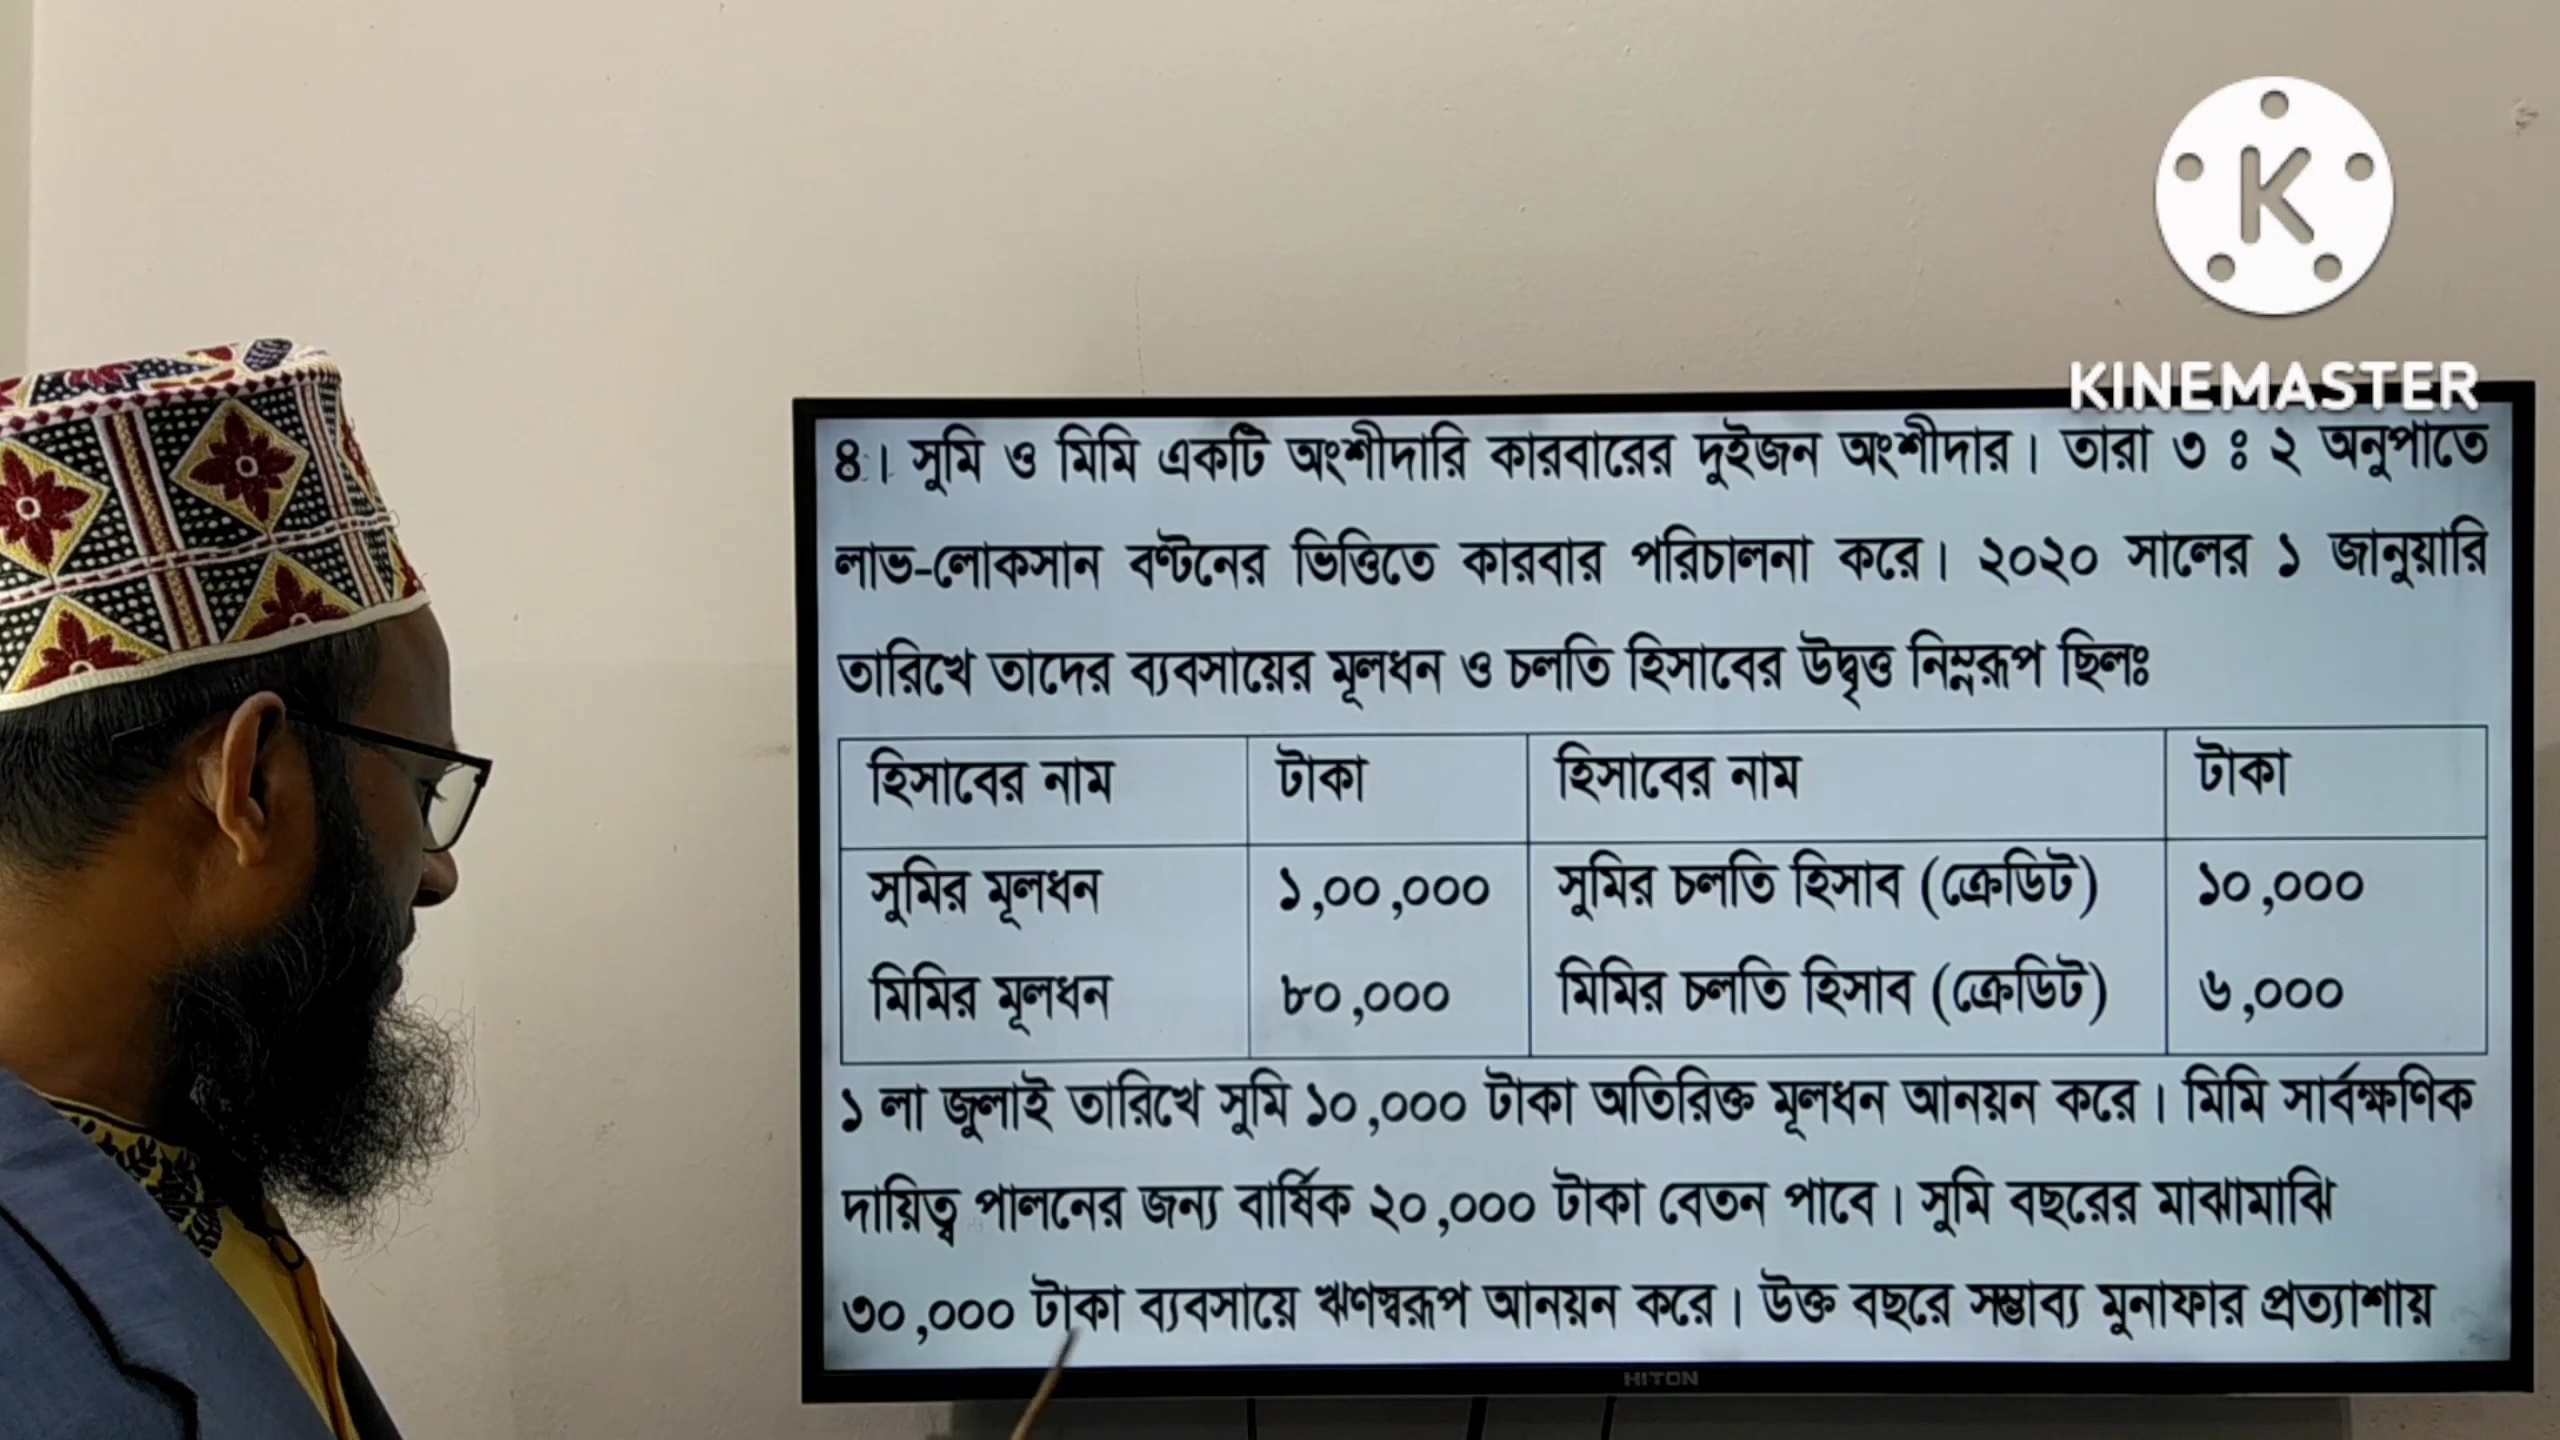 K
KINEMASTER
৪। সুমি ও মিমি একটি অংশীদারি কারবারের দুইজন অংশীদার। তারা ৩ ঃ ২ অনুপাতে
লাভ-লোকসান বণ্টনের ভিত্তিতে কারবার পরিচালনা করে। ২০২০ সালের ১ জানুয়ারি
তারিখে তাদের ব্যবসায়ের মূলধন ও চলতি হিসাবের উদ্বৃত্ত নিম্নরূপ ছিলঃ
হিসাবের নাম টাকা হিসাবের নাম টাকা
সুমির মূলধন ১,০০,০০০ সুমির চলতি হিসাব (ক্রেডিট) ১০,০০০
মিমির মূলধন ৮০,০০০ মিমির চলতি হিসাব (ক্রেডিট) ৬,০০০
১ লা জুলাই তারিখে সুমি ১০,০০০ টাকা অতিরিক্ত মূলধন আনয়ন করে। মিমি সার্বক্ষণিক
দায়িত্ব পালনের জন্য বার্ষিক ২০,০০০ টাকা বেতন পাবে। সুমি বছরের মাঝামাঝি
৩০,০০০ টাকা ব্যবসায়ে ঋণস্বরূপ আনয়ন করে। উক্ত বছরে সম্ভাব্য মুনাফার প্রত্যাশায়
HITON